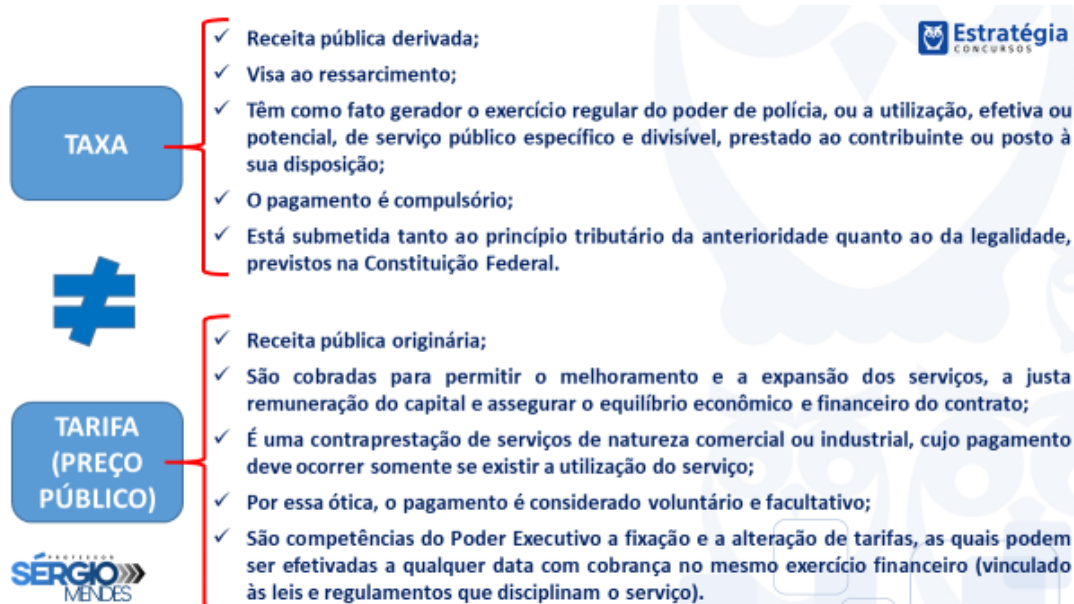 Estratégia
CONCURSOS
TAXA
✓ Receita pública derivada;
✓ Visa ao ressarcimento;
✓ Têm como fato gerador o exercício regular do poder de polícia, ou a utilização, efetiva ou
potencial, de serviço público específico e divisível, prestado ao contribuinte ou posto à
sua disposição;
✓ O pagamento é compulsório;
✓ Está submetida tanto ao princípio tributário da anterioridade quanto ao da legalidade,
previstos na Constituição Federal.
≠
TARIFA
(PREÇO
PÚBLICO)
✓ Receita pública originária;
✓ São cobradas para permitir o melhoramento e a expansão dos serviços, a justa
remuneração do capital e assegurar o equilíbrio econômico e financeiro do contrato;
✓ É uma contraprestação de serviços de natureza comercial ou industrial, cujo pagamento
deve ocorrer somente se existir a utilização do serviço;
✓ Por essa ótica, o pagamento é considerado voluntário e facultativo;
✓ São competências do Poder Executivo a fixação e a alteração de tarifas, as quais podem
ser efetivadas a qualquer data com cobrança no mesmo exercício financeiro (vinculado
às leis e regulamentos que disciplinam o serviço).
PROFESSOR
SÉRGIO
MENDES